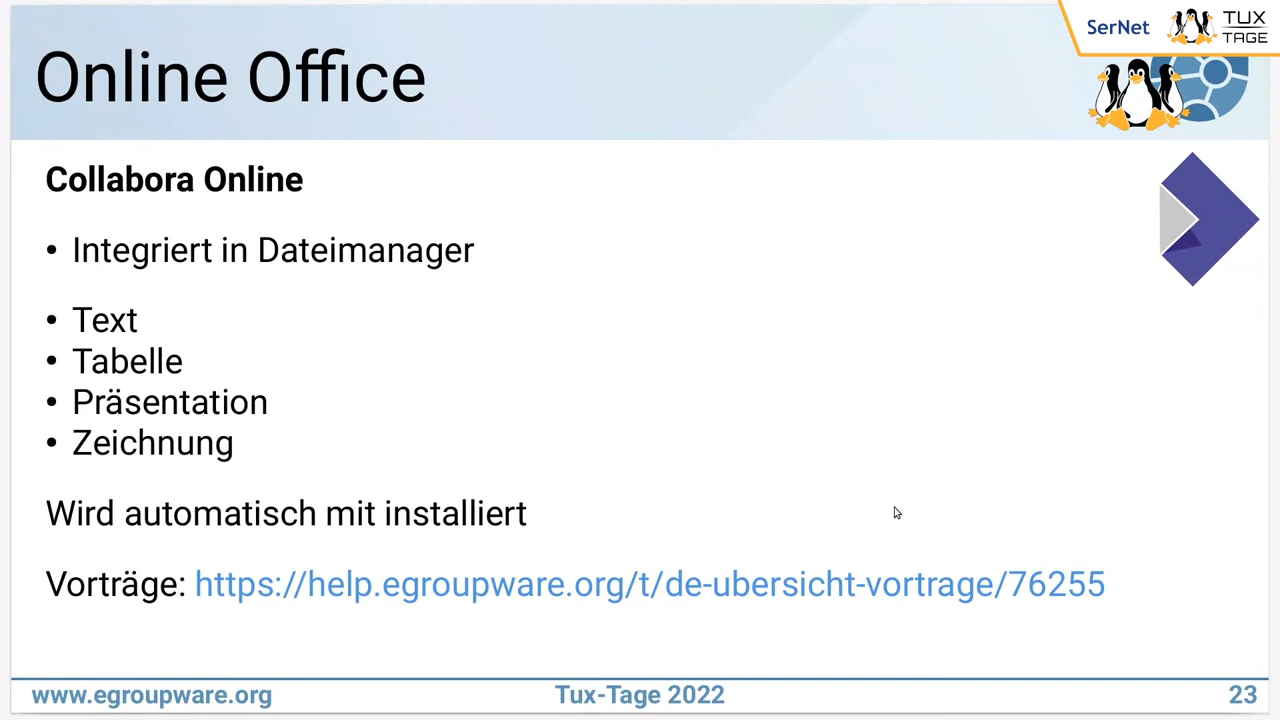 SerNet
TUX
TAGE
Online Office
Collabora Online
• Integriert in Dateimanager
• Text
• Tabelle
• Präsentation
• Zeichnung
Wird automatisch mit installiert
Vorträge: https://help.egroupware.org/t/de-ubersicht-vortrage/76255
www.egroupware.org
Tux-Tage 2022
23